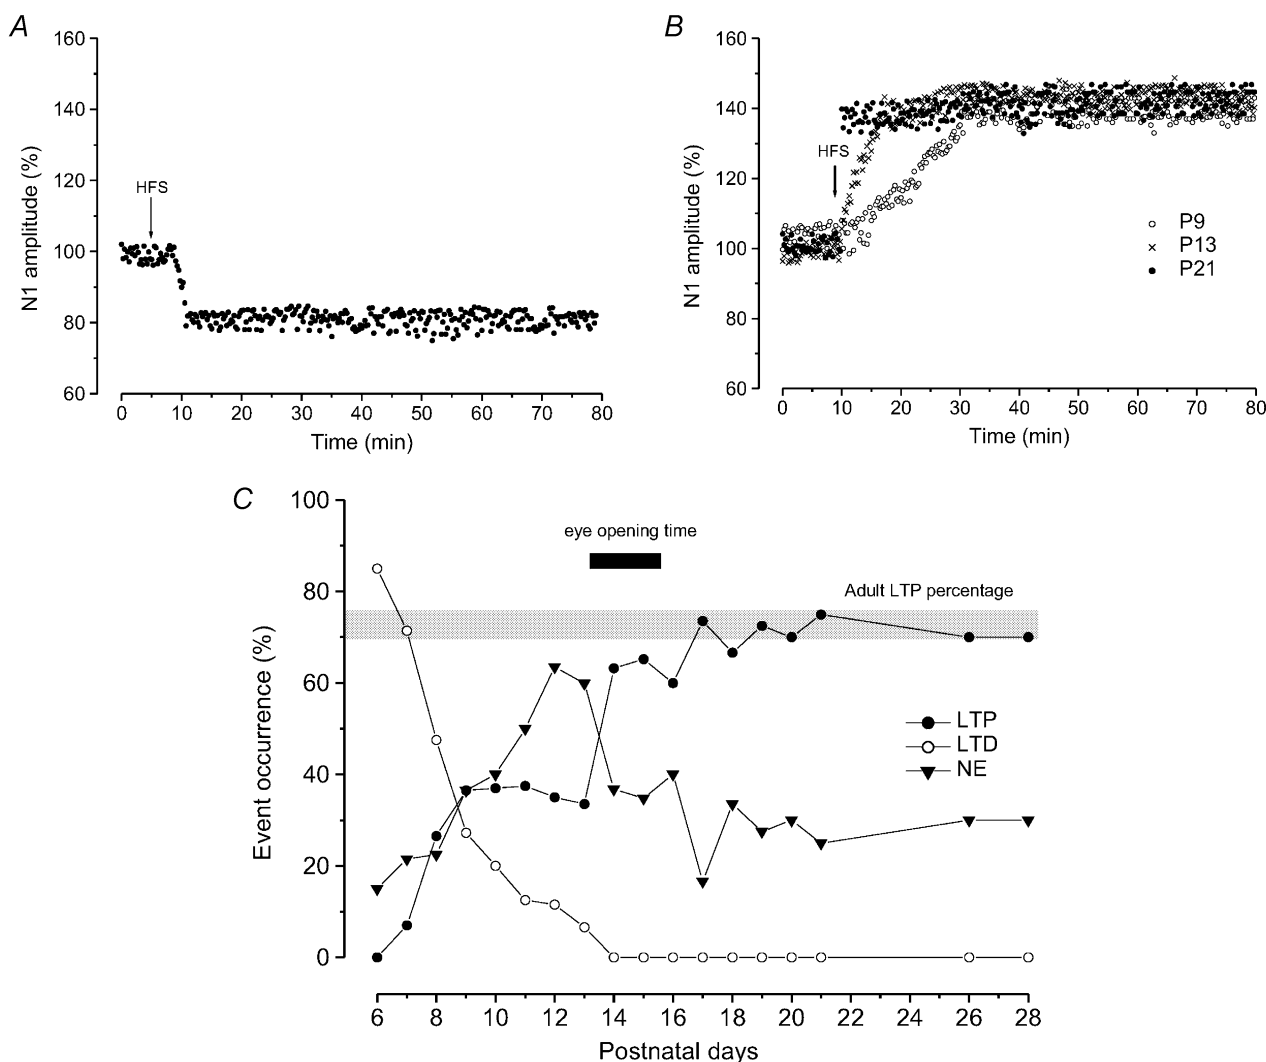 A
160
140
120
100
80
60
N1 amplitude (%)
HFS
0 10 20 30 40 50 60 70 80
Time (min)
B
160
140
120
100
80
60
N1 amplitude (%)
HFS
P9
P13
P21
0 10 20 30 40 50 60 70 80
Time (min)
C
100
80
60
40
20
0
Event occurrence (%)
eye opening time
Adult LTP percentage
LTP
LTD
NE
6 8 10 12 14 16 18 20 22 24 26 28
Postnatal days